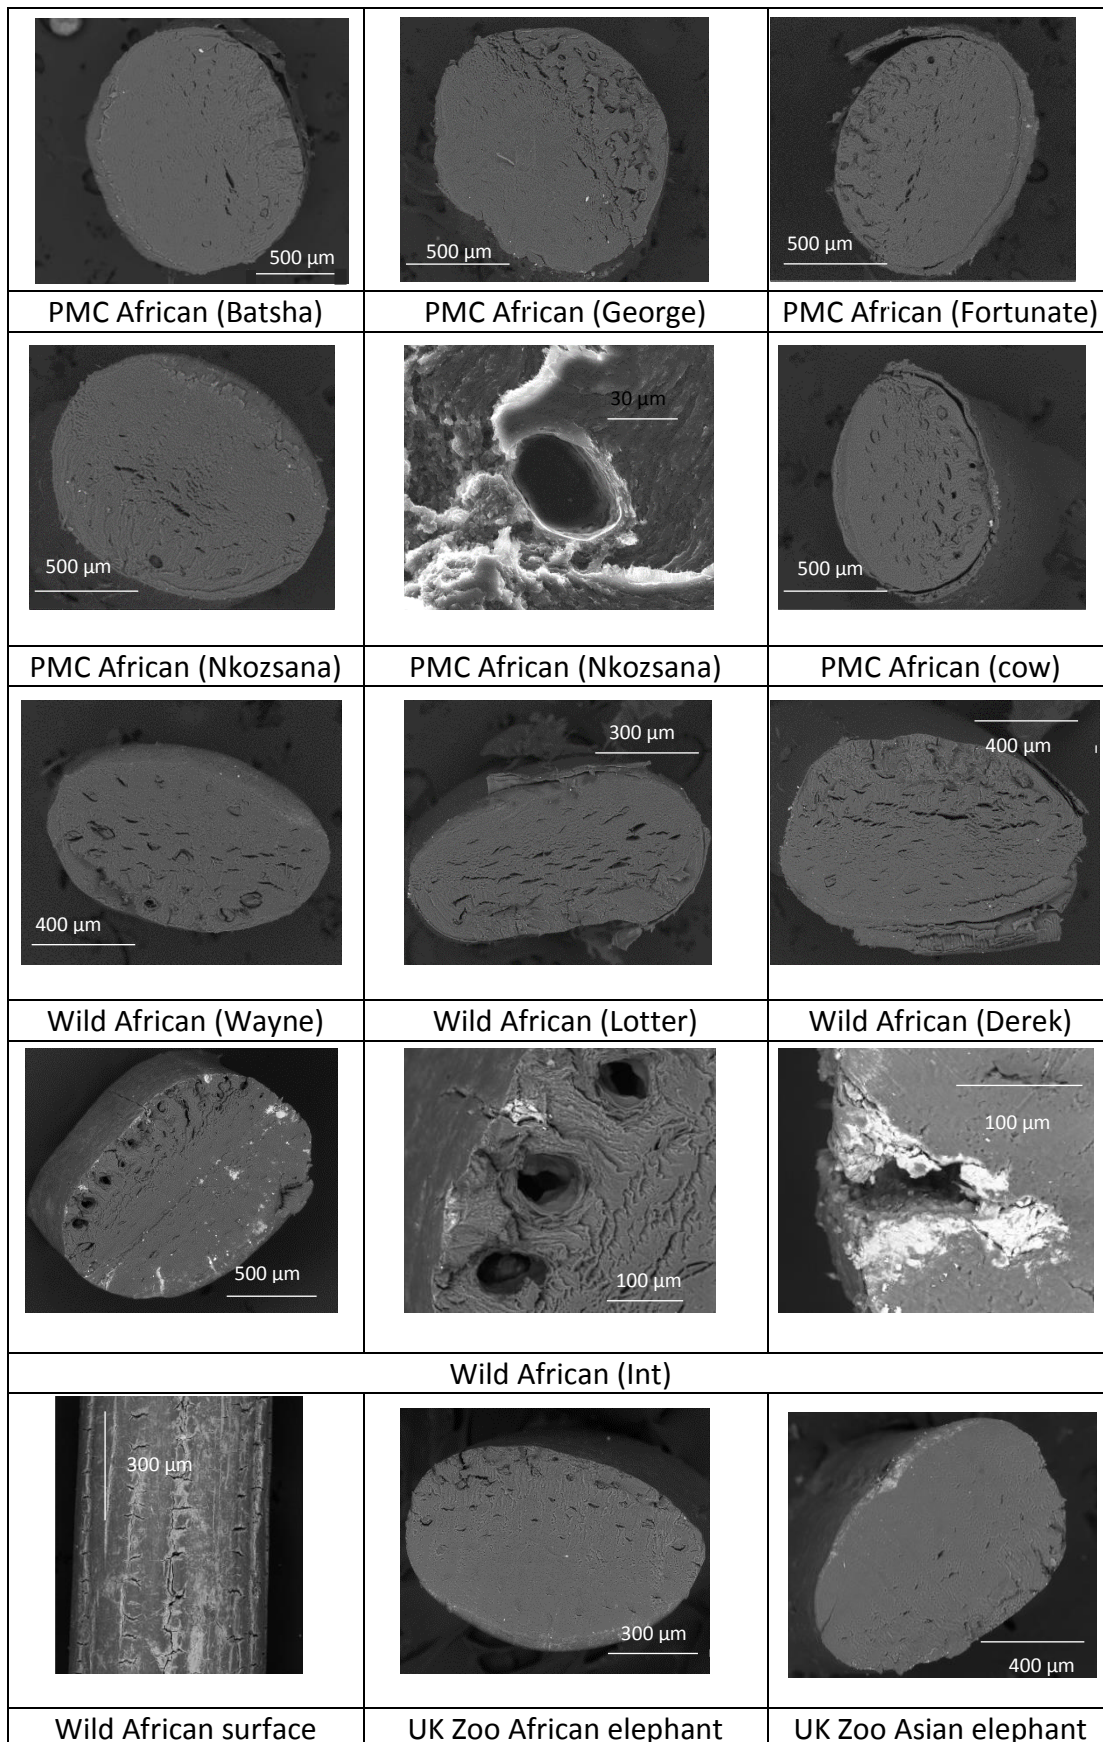 500 µm
500 µm
500 µm
PMC African (Batsha)
PMC African (George)
PMC African (Fortunate)
500 µm
30 µm
500 µm
PMC African (Nkozsana)
PMC African (Nkozsana)
PMC African (cow)
400 µm
300 µm
400 µm
Wild African (Wayne)
Wild African (Lotter)
Wild African (Derek)
500 µm
100 µm
100 µm
Wild African (Int)
300 µm
300 µm
400 µm
Wild African surface
UK Zoo African elephant
UK Zoo Asian elephant